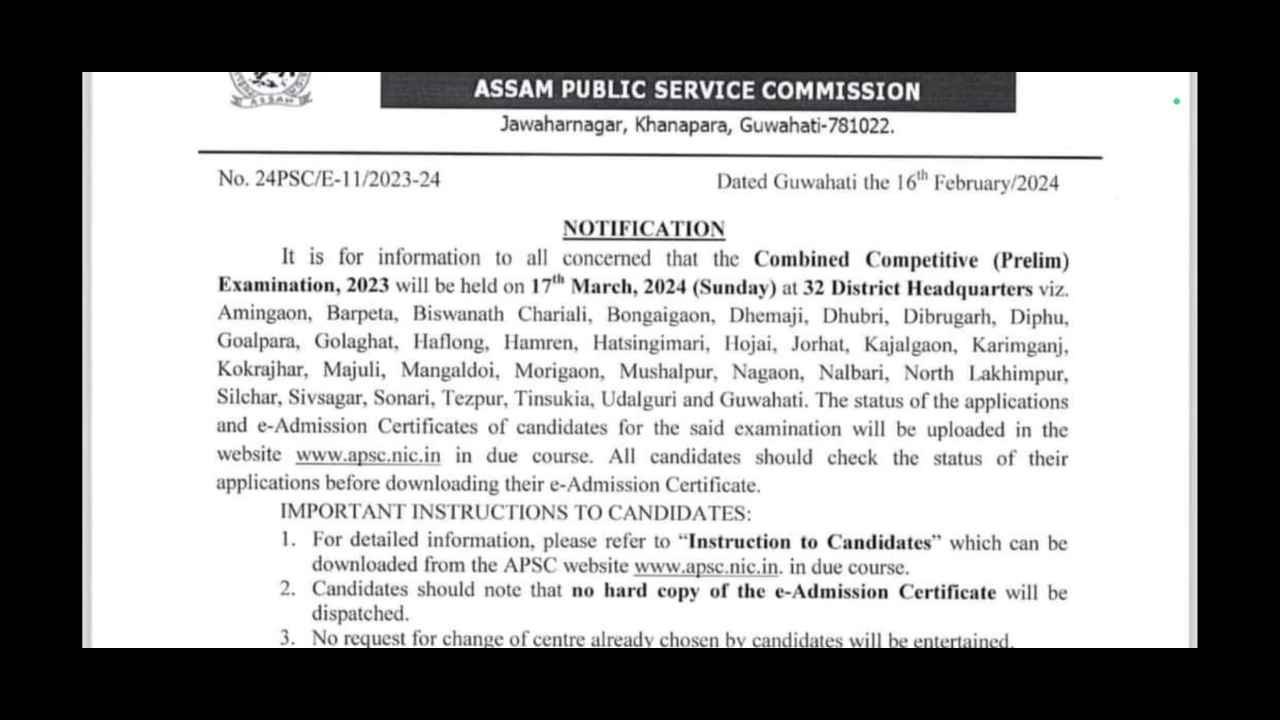 ASSAM
ASSAM PUBLIC SERVICE COMMISSION
Jawaharnagar, Khanapara, Guwahati-781022.
No. 24PSC/E-11/2023-24 Dated Guwahati the 16th February/2024
NOTIFICATION
It is for information to all concerned that the Combined Competitive (Prelim)
Examination, 2023 will be held on 17th March, 2024 (Sunday) at 32 District Headquarters viz.
Amingaon, Barpeta, Biswanath Chariali, Bongaigaon, Dhemaji, Dhubri, Dibrugarh, Diphu,
Goalpara, Golaghat, Haflong, Hamren, Hatsingimari, Hojai, Jorhat, Kajalgaon, Karimganj,
Kokrajhar, Majuli, Mangaldoi, Morigaon, Mushalpur, Nagaon, Nalbari, North Lakhimpur,
Silchar, Sivsagar, Sonari, Tezpur, Tinsukia, Udalguri and Guwahati. The status of the applications
and e-Admission Certificates of candidates for the said examination will be uploaded in the
website www.apsc.nic.in in due course. All candidates should check the status of their
applications before downloading their e-Admission Certificate.
IMPORTANT INSTRUCTIONS TO CANDIDATES:
1. For detailed information, please refer to “Instruction to Candidates” which can be
downloaded from the APSC website www.apsc.nic.in. in due course.
2. Candidates should note that no hard copy of the e-Admission Certificate will be
dispatched.
3. No request for change of centre already chosen by candidates will be entertained.